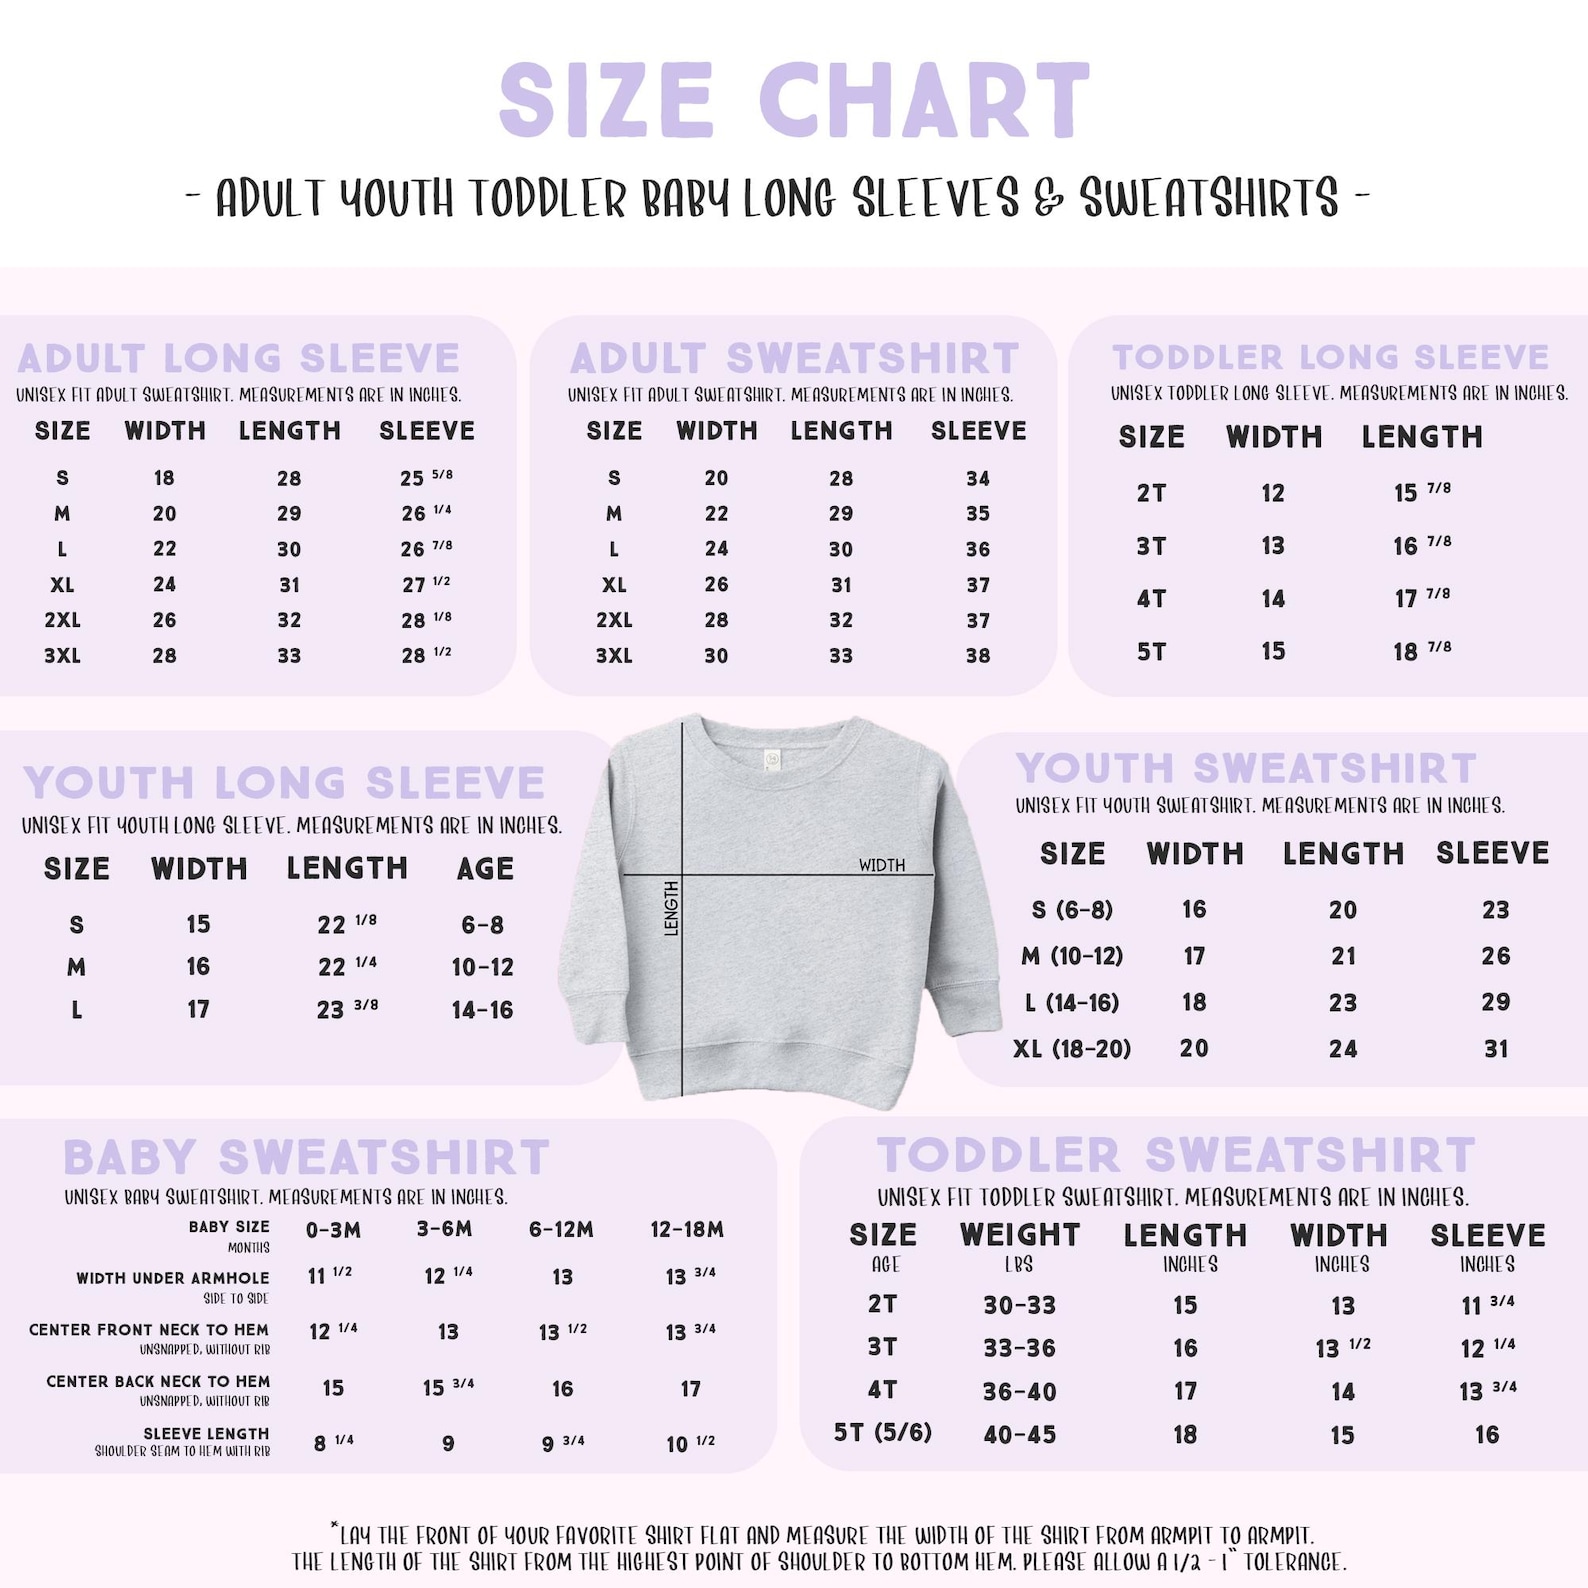 SIZE CHART
- ADULT YOUTH TODDLER BABY LONG SLEEVES & SWEATSHIRTS -
ADULT LONG SLEEVE
UNISEX FIT ADULT SWEATSHIRT. MEASUREMENTS ARE IN INCHES.
SIZE WIDTH LENGTH SLEEVE
S 18 28 25 5/8
M 20 29 26 1/4
L 22 30 26 7/8
XL 24 31 27 1/2
2XL 26 32 28 1/8
3XL 28 33 28 1/2
ADULT SWEATSHIRT
UNISEX FIT ADULT SWEATSHIRT. MEASUREMENTS ARE IN INCHES.
SIZE WIDTH LENGTH SLEEVE
S 20 28 34
M 22 29 35
L 24 30 36
XL 26 31 37
2XL 28 32 37
3XL 30 33 38
TODDLER LONG SLEEVE
UNISEX TODDLER LONG SLEEVE. MEASUREMENTS ARE IN INCHES.
SIZE WIDTH LENGTH
2T 12 15 7/8
3T 13 16 7/8
4T 14 17 7/8
5T 15 18 7/8
YOUTH LONG SLEEVE
UNISEX FIT YOUTH LONG SLEEVE. MEASUREMENTS ARE IN INCHES.
SIZE WIDTH LENGTH AGE
S 15 22 1/8 6-8
M 16 22 1/4 10-12
L 17 23 3/8 14-16
WIDTH
LENGTH
YOUTH SWEATSHIRT
UNISEX FIT YOUTH SWEATSHIRT. MEASUREMENTS ARE IN INCHES.
SIZE WIDTH LENGTH SLEEVE
S (6-8) 16 20 23
M (10-12) 17 21 26
L (14-16) 18 23 29
XL (18-20) 20 24 31
BABY SWEATSHIRT
UNISEX BABY SWEATSHIRT. MEASUREMENTS ARE IN INCHES.
BABY SIZE 0-3M 3-6M 6-12M 12-18M
MONTHS
WIDTH UNDER ARMHOLE 11 1/2 12 1/4 13 13 3/4
SIDE TO SIDE
CENTER FRONT NECK TO HEM 12 1/4 13 13 1/2 13 3/4
UNSNAPPED, WITHOUT RIB
CENTER BACK NECK TO HEM 15 15 3/4 16 17
UNSNAPPED, WITHOUT RIB
SLEEVE LENGTH 8 1/4 9 9 3/4 10 1/2
SHOULDER SEAM TO HEM WITH RIB
TODDLER SWEATSHIRT
UNISEX FIT TODDLER SWEATSHIRT. MEASUREMENTS ARE IN INCHES.
SIZE WEIGHT LENGTH WIDTH SLEEVE
AGE LBS INCHES INCHES INCHES
2T 30-33 15 13 11 3/4
3T 33-36 16 13 1/2 12 1/4
4T 36-40 17 14 13 3/4
5T (5/6) 40-45 18 15 16
*LAY THE FRONT OF YOUR FAVORITE SHIRT FLAT AND MEASURE THE WIDTH OF THE SHIRT FROM ARMPIT TO ARMPIT.
THE LENGTH OF THE SHIRT FROM THE HIGHEST POINT OF SHOULDER TO BOTTOM HEM. PLEASE ALLOW A 1/2 - 1" TOLERANCE.